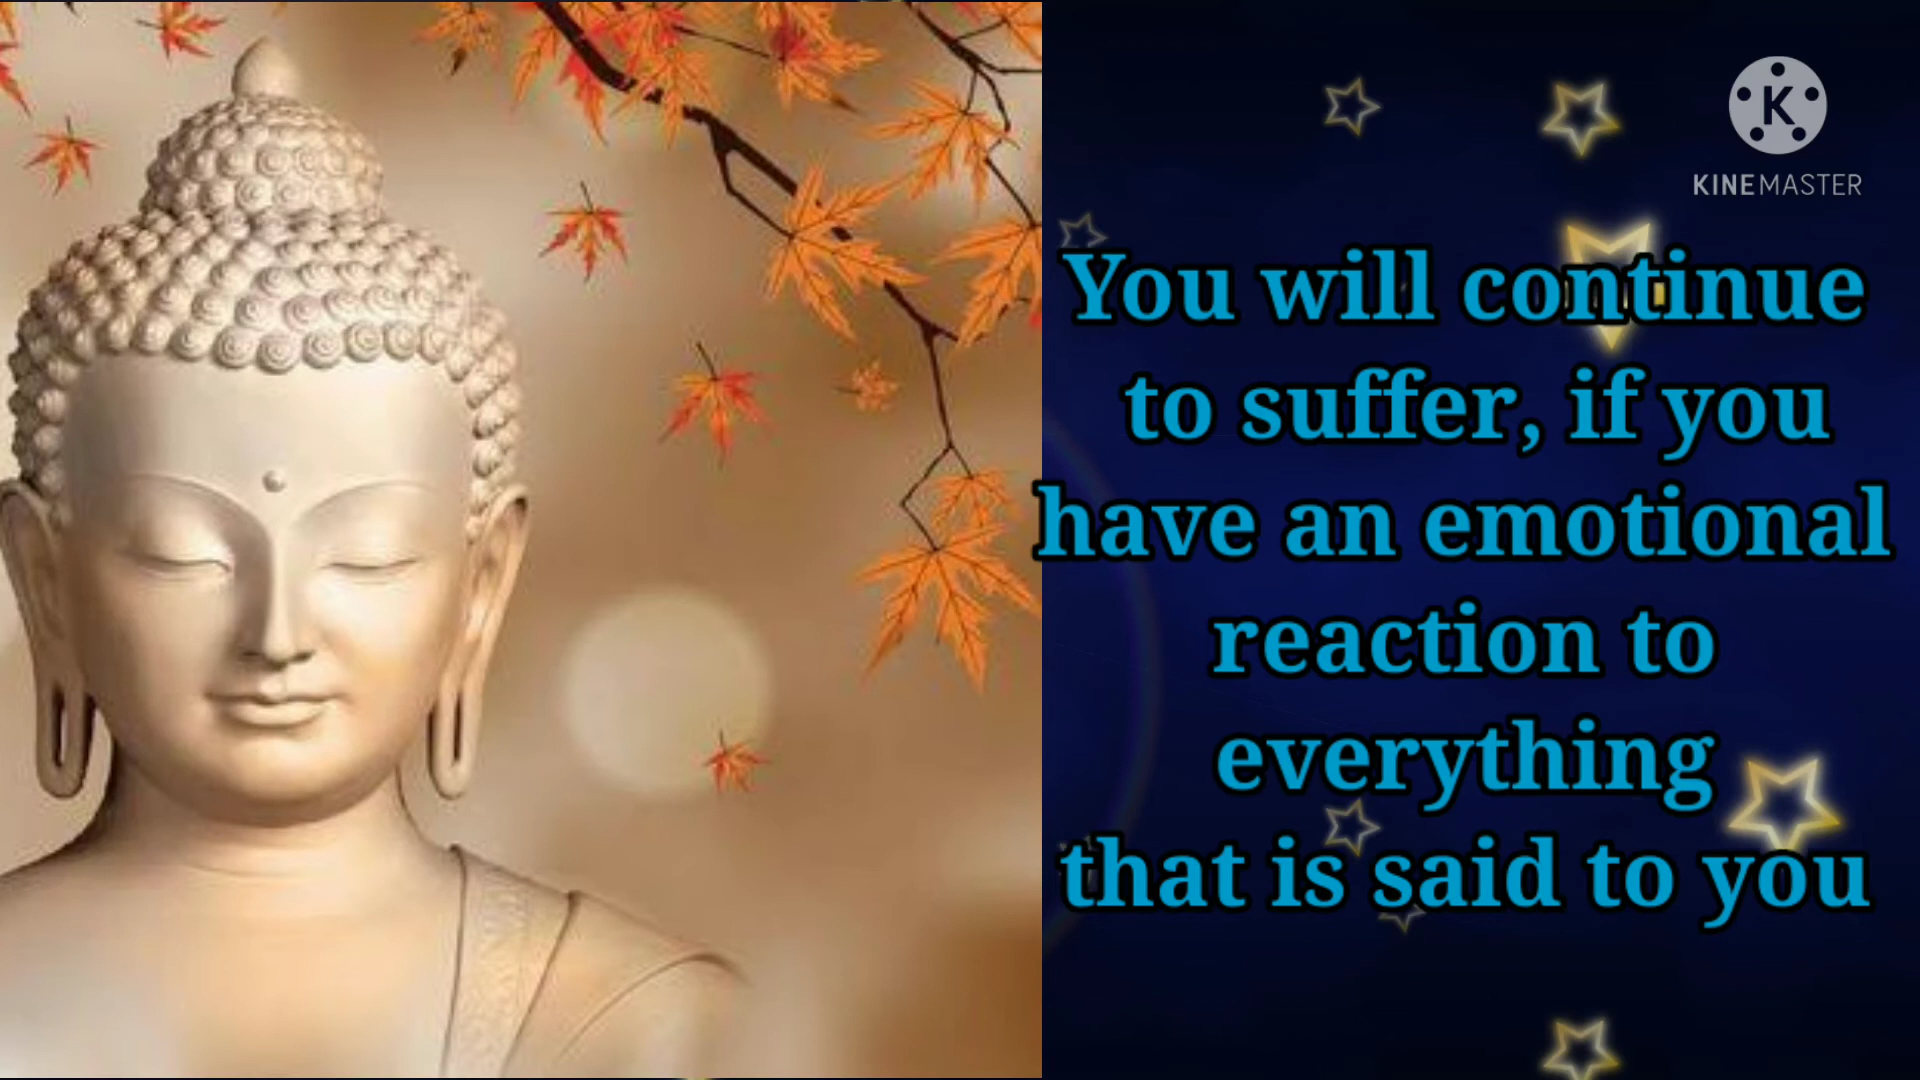 K
KINEMASTER
You will continue
to suffer, if you
have an emotional
reaction to
everything
that is said to you